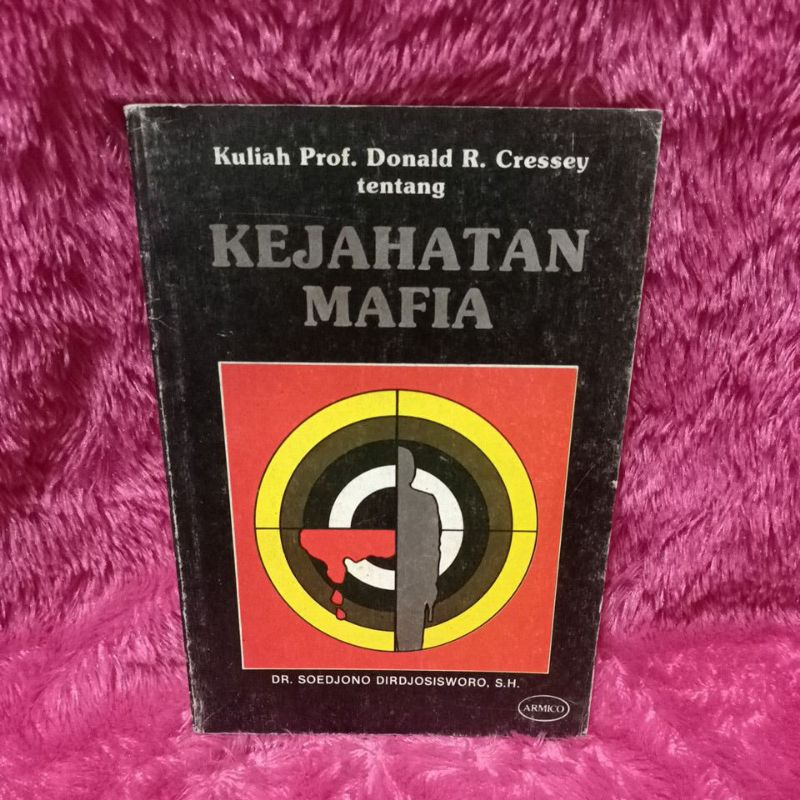 Kuliah Prof. Donald R. Cressey
tentang
KEJAHATAN
MAFIA
DR. SOEDJONO DIRDJOSISWORO, S.H.
ARMICO